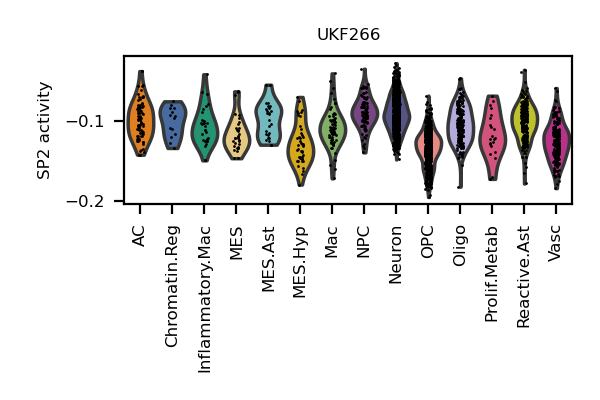 UKF266
SP2 activity
−0.1
−0.2
AC
Chromatin.Reg
Inflammatory.Mac
MES
MES.Ast
MES.Hyp
Mac
NPC
Neuron
OPC
Oligo
Prolif.Metab
Reactive.Ast
Vasc